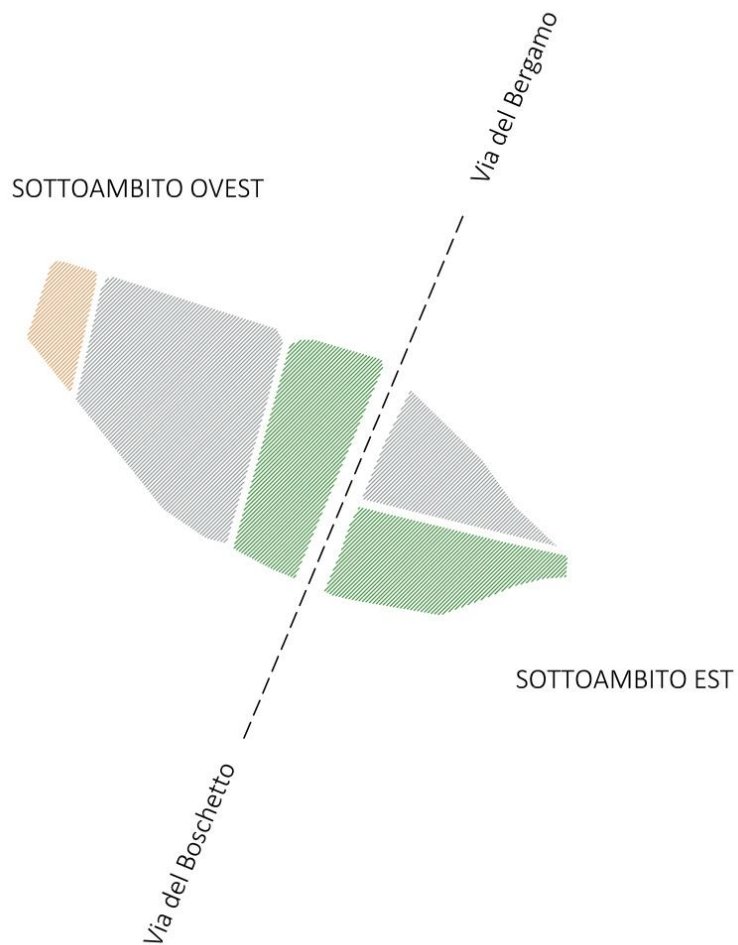 Via del Bergamo
SOTTOAMBITO OVEST
SOTTOAMBITO EST
Via del Boschetto